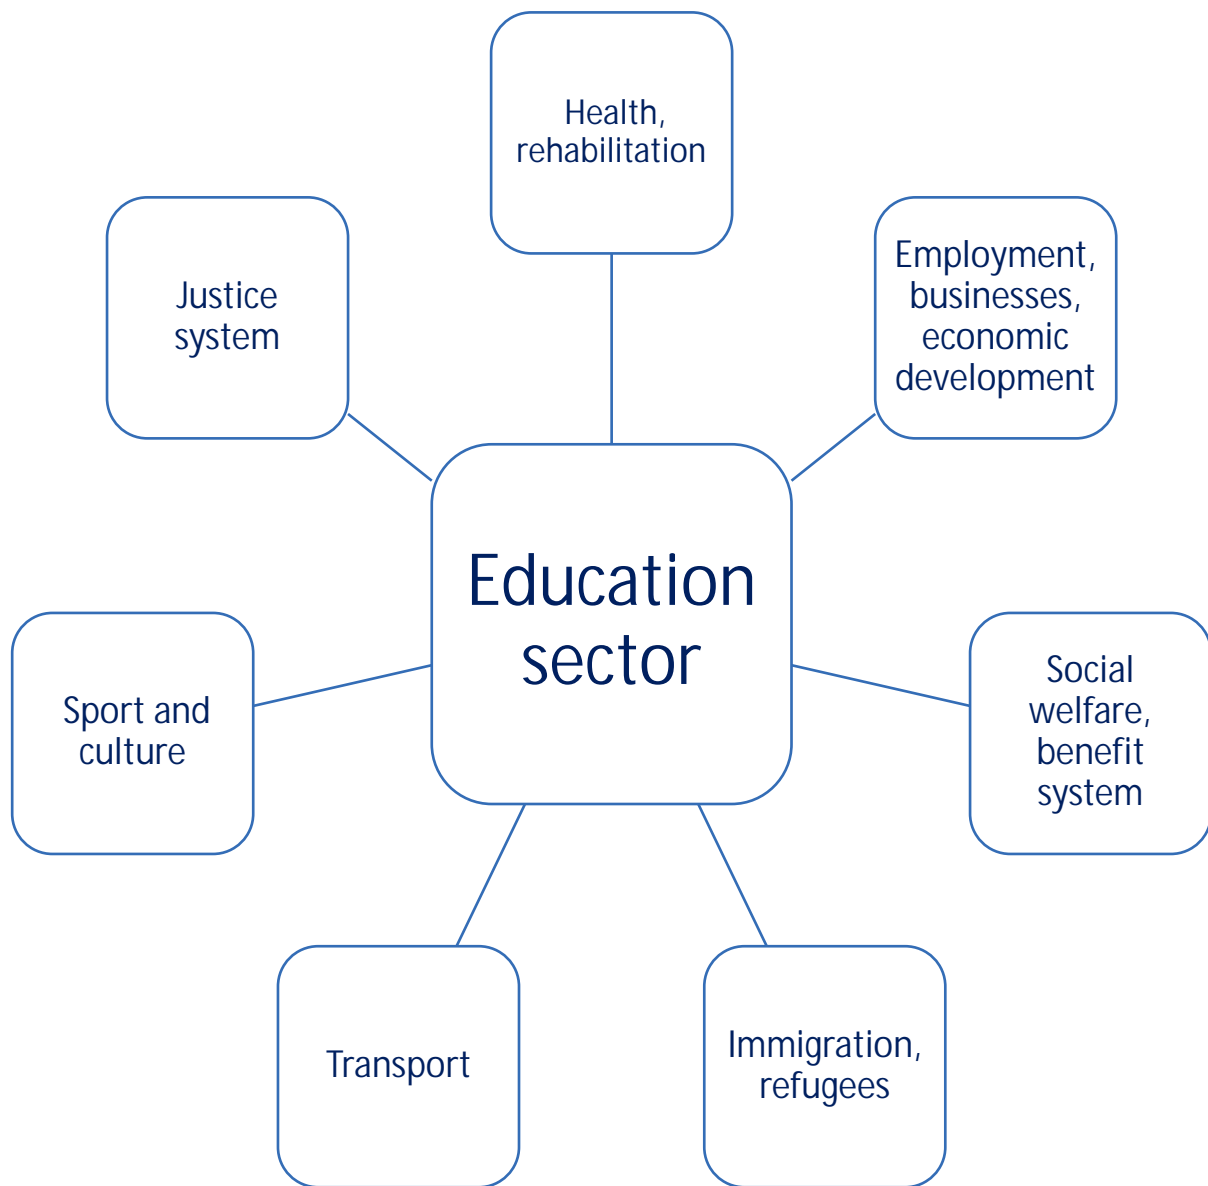 Health,
rehabilitation
Employment,
businesses,
economic
development
Justice
system
Education
sector
Social
welfare,
benefit
system
Sport and
culture
Immigration,
refugees
Transport